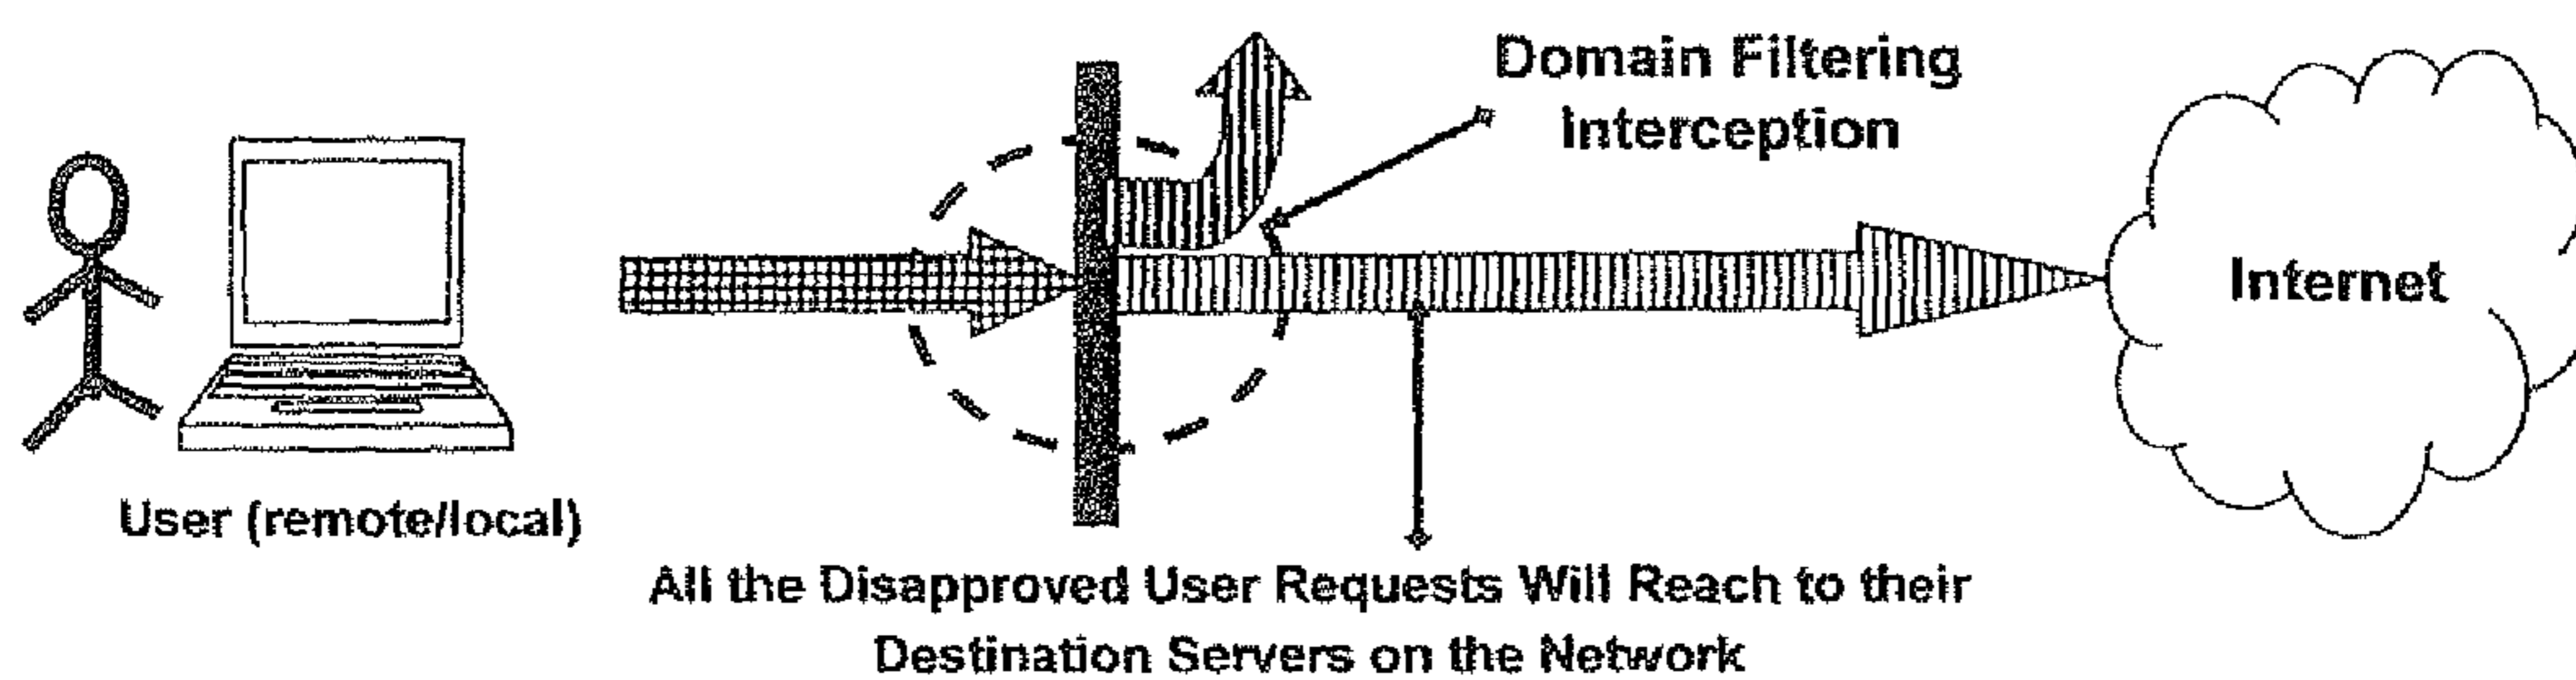 Domain Filtering
Interception
Internet
User (remote/local)
All the Disapproved User Requests Will Reach to their
Destination Servers on the Network